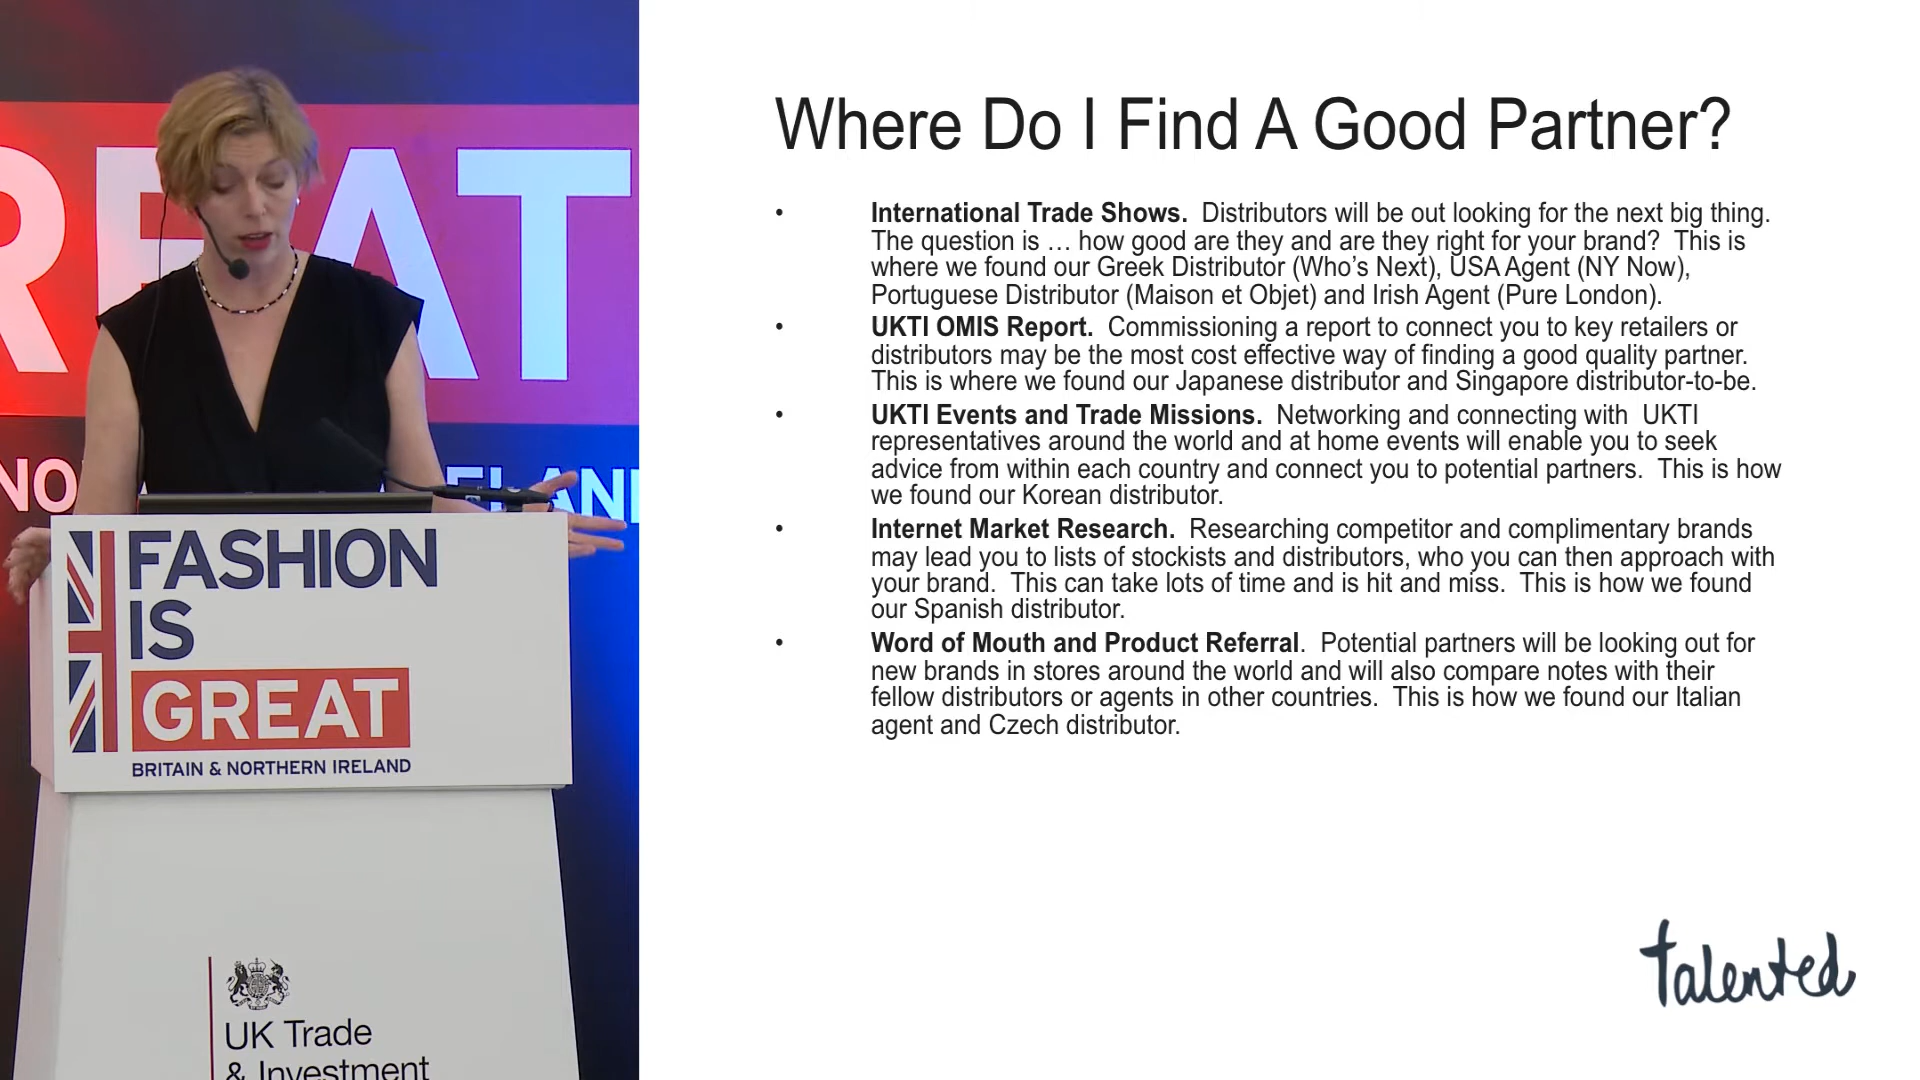 REAT
NO
ELAND
FASHION
IS
GREAT
BRITAIN & NORTHERN IRELAND
UK Trade
& Investment
Where Do I Find A Good Partner?
• International Trade Shows. Distributors will be out looking for the next big thing.
The question is … how good are they and are they right for your brand? This is
where we found our Greek Distributor (Who's Next), USA Agent (NY Now),
Portuguese Distributor (Maison et Objet) and Irish Agent (Pure London).
• UKTI OMIS Report. Commissioning a report to connect you to key retailers or
distributors may be the most cost effective way of finding a good quality partner.
This is where we found our Japanese distributor and Singapore distributor-to-be.
• UKTI Events and Trade Missions. Networking and connecting with UKTI
representatives around the world and at home events will enable you to seek
advice from within each country and connect you to potential partners. This is how
we found our Korean distributor.
• Internet Market Research. Researching competitor and complimentary brands
may lead you to lists of stockists and distributors, who you can then approach with
your brand. This can take lots of time and is hit and miss. This is how we found
our Spanish distributor.
• Word of Mouth and Product Referral. Potential partners will be looking out for
new brands in stores around the world and will also compare notes with their
fellow distributors or agents in other countries. This is how we found our Italian
agent and Czech distributor.
talented